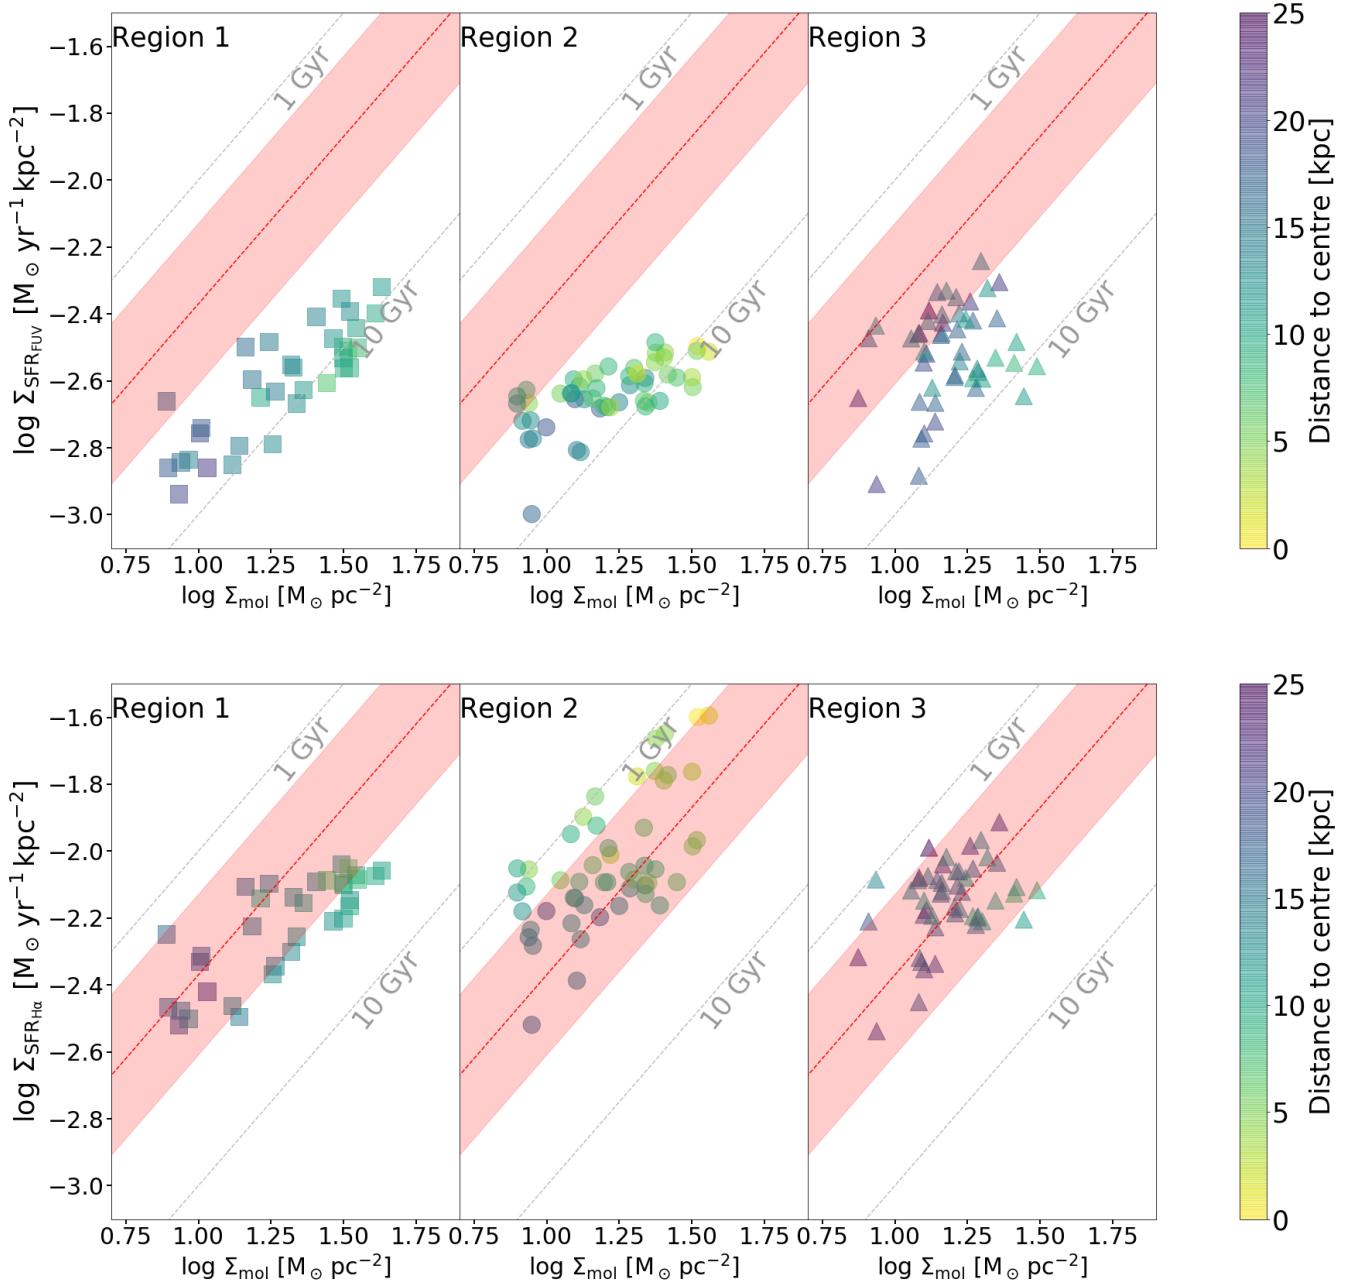 Region 1
Region 2
Region 3
1 Gyr
1 Gyr
1 Gyr
10 Gyr
10 Gyr
10 Gyr
−1.6
−1.8
−2.0
−2.2
−2.4
−2.6
−2.8
−3.0
log Σ_SFR_FUV [M⊙ yr⁻¹ kpc⁻²]
0.75 1.00 1.25 1.50 1.75 0.75 1.00 1.25 1.50 1.75 0.75 1.00 1.25 1.50 1.75
log Σmol [M⊙ pc⁻²]
log Σmol [M⊙ pc⁻²]
log Σmol [M⊙ pc⁻²]
25
20
15
10
5
0
Distance to centre [kpc]
Region 1
Region 2
Region 3
1 Gyr
1 Gyr
1 Gyr
10 Gyr
10 Gyr
10 Gyr
−1.6
−1.8
−2.0
−2.2
−2.4
−2.6
−2.8
−3.0
log Σ_SFR_Hα [M⊙ yr⁻¹ kpc⁻²]
0.75 1.00 1.25 1.50 1.75 0.75 1.00 1.25 1.50 1.75 0.75 1.00 1.25 1.50 1.75
log Σmol [M⊙ pc⁻²]
log Σmol [M⊙ pc⁻²]
log Σmol [M⊙ pc⁻²]
25
20
15
10
5
0
Distance to centre [kpc]